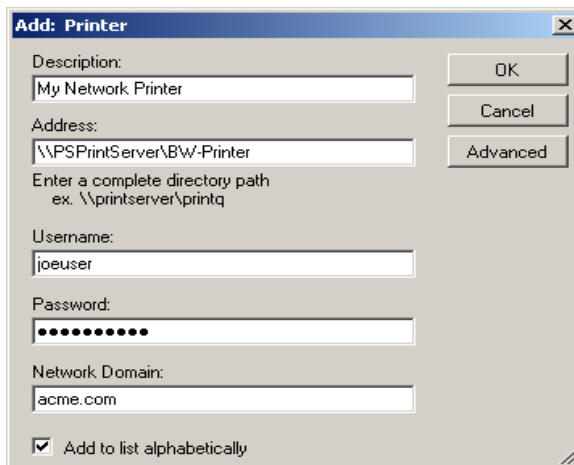 Add: Printer
Description:
My Network Printer
OK
Cancel
Advanced
Address:
\\PSPrintServer\BW-Printer
Enter a complete directory path
ex. \\printserver\printq
Username:
joeuser
Password:
●●●●●●●●●●
Network Domain:
acme.com
Add to list alphabetically